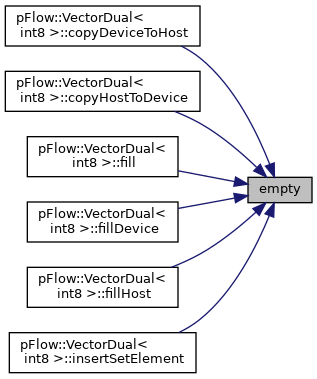 pFlow::VectorDual<
int8 >::copyDeviceToHost
pFlow::VectorDual<
int8 >::copyHostToDevice
pFlow::VectorDual<
int8 >::fill
empty
pFlow::VectorDual<
int8 >::fillDevice
pFlow::VectorDual<
int8 >::fillHost
pFlow::VectorDual<
int8 >::insertSetElement